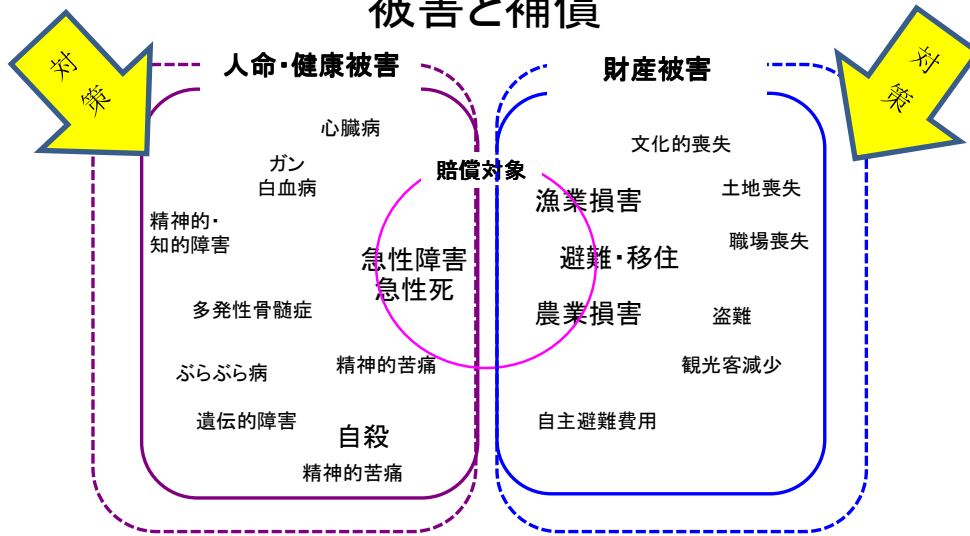 被害と補償
対策
対策
人命・健康被害
財産被害
心臓病
ガン
白血病
精神的・
知的障害
急性障害
急性死
多発性骨髄症
ぶらぶら病
精神的苦痛
遺伝的障害
自殺
精神的苦痛
賠償対象
文化的喪失
漁業損害
土地喪失
避難・移住
職場喪失
農業損害
盗難
観光客減少
自主避難費用